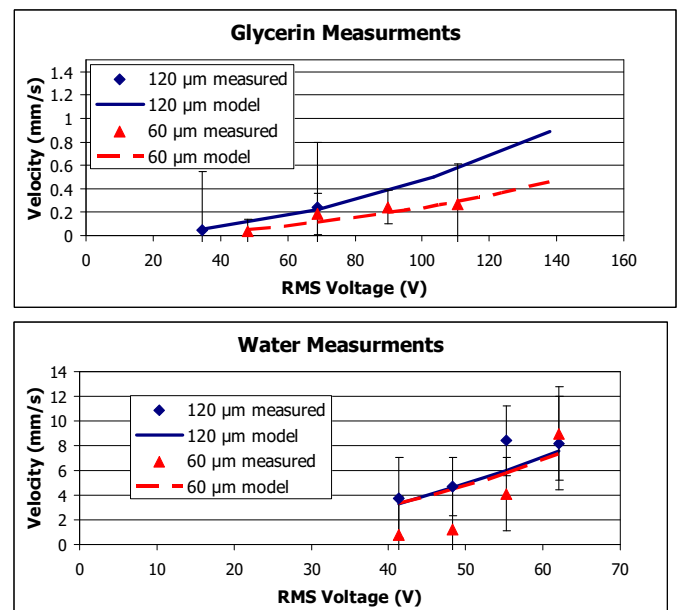 Glycerin Measurments
Velocity (mm/s)
1.4
1.2
1
0.8
0.6
0.4
0.2
0
120 µm measured
120 µm model
60 µm measured
60 µm model
0 20 40 60 80 100 120 140 160
RMS Voltage (V)
Water Measurments
Velocity (mm/s)
14
12
10
8
6
4
2
0
120 µm measured
120 µm model
60 µm measured
60 µm model
0 10 20 30 40 50 60 70
RMS Voltage (V)